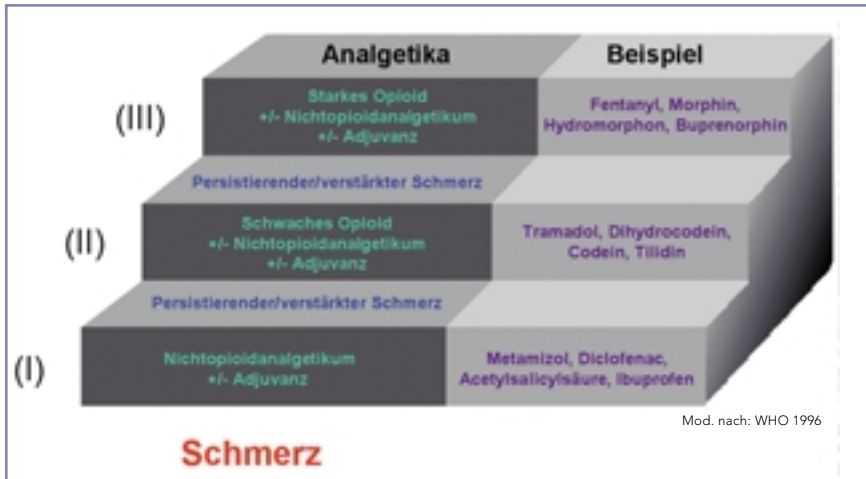 Analgetika
Beispiel
(III)
Starkes Opioid
+/- Nichtopioidanalgetikum
+/- Adjuvanz
Fentanyl, Morphin,
Hydromorphon, Buprenorphin
Persistierender/verstärkter Schmerz
(II)
Schwaches Opioid
+/- Nichtopioidanalgetikum
+/- Adjuvanz
Tramadol, Dihydrocodein,
Codein, Tilidin
Persistierender/verstärkter Schmerz
(I)
Nichtopioidanalgetikum
+/- Adjuvanz
Metamizol, Diclofenac,
Acetylsalicylsäure, Ibuprofen
Mod. nach: WHO 1996
Schmerz